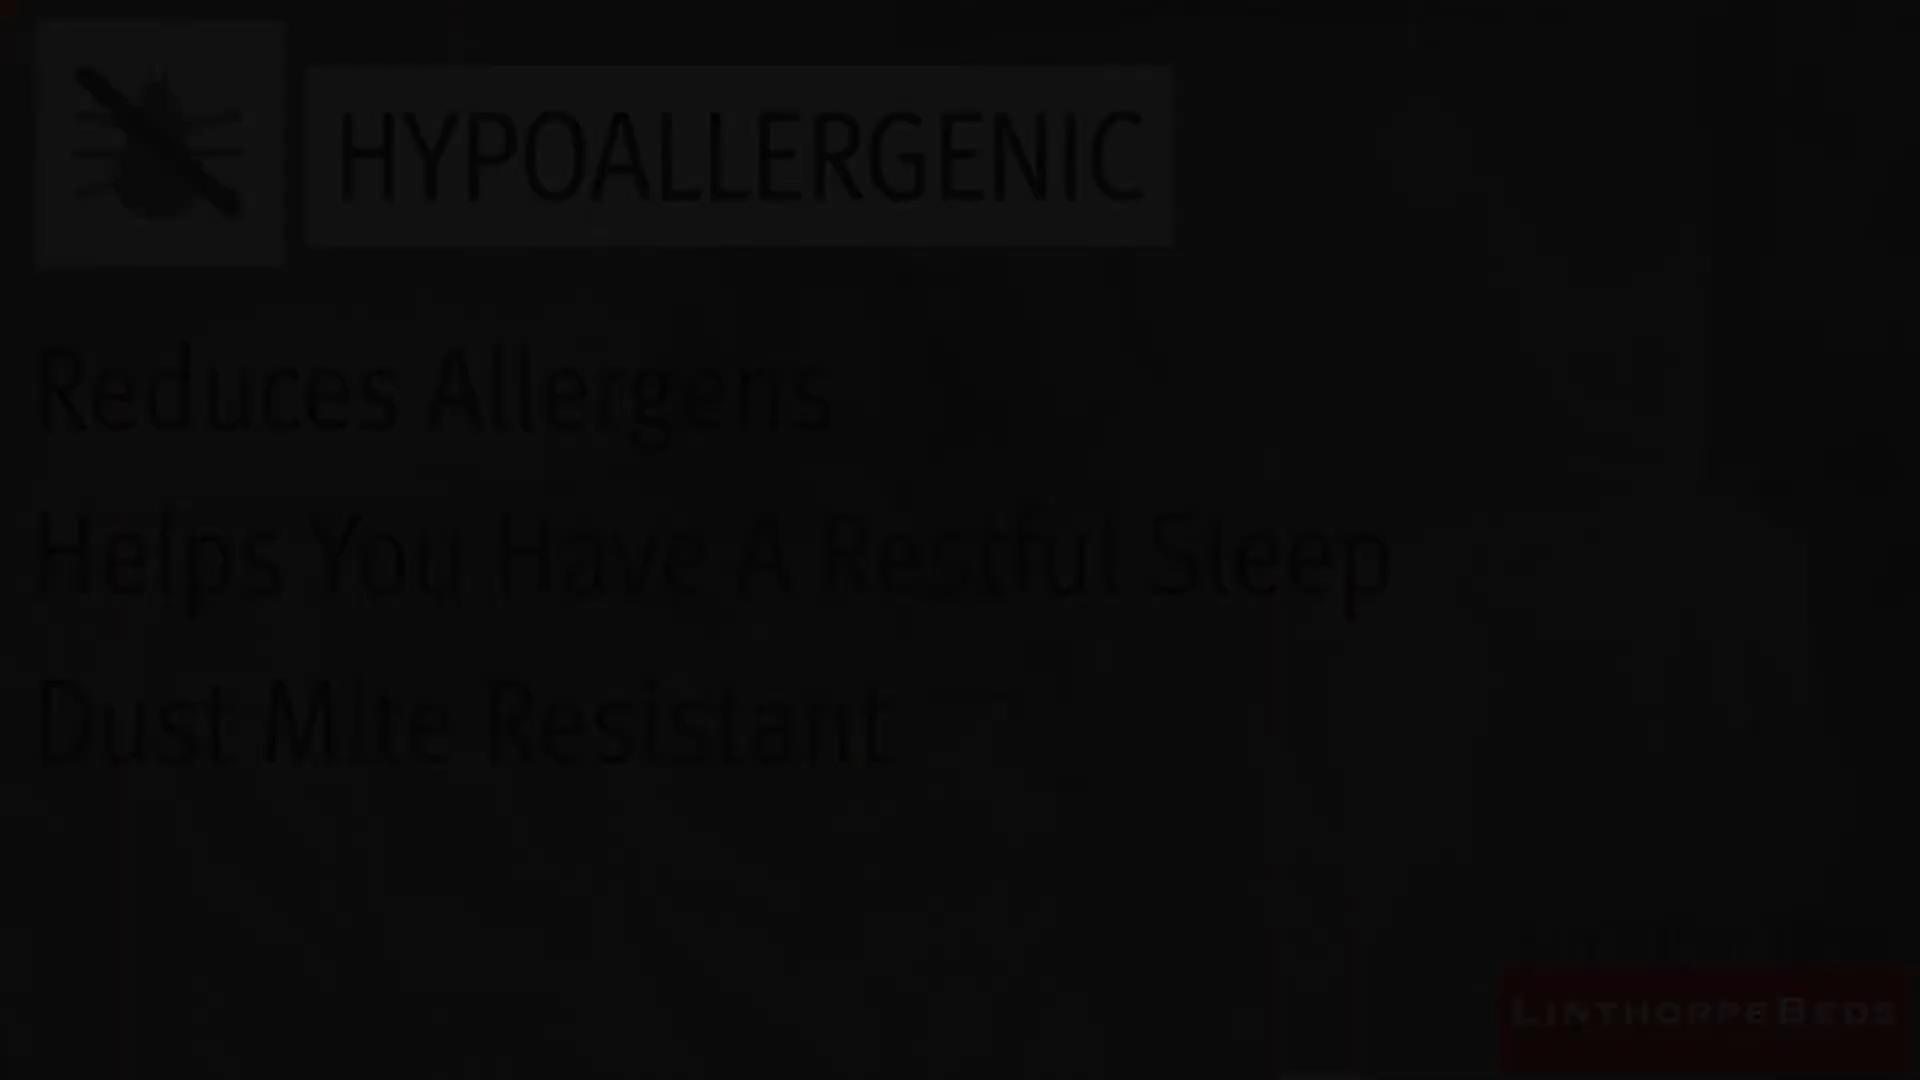 HYPOALLERGENIC
Reduces Allergens
Helps You Have A Restful Sleep
Dust Mite Resistant
LINTHORPEBEDS